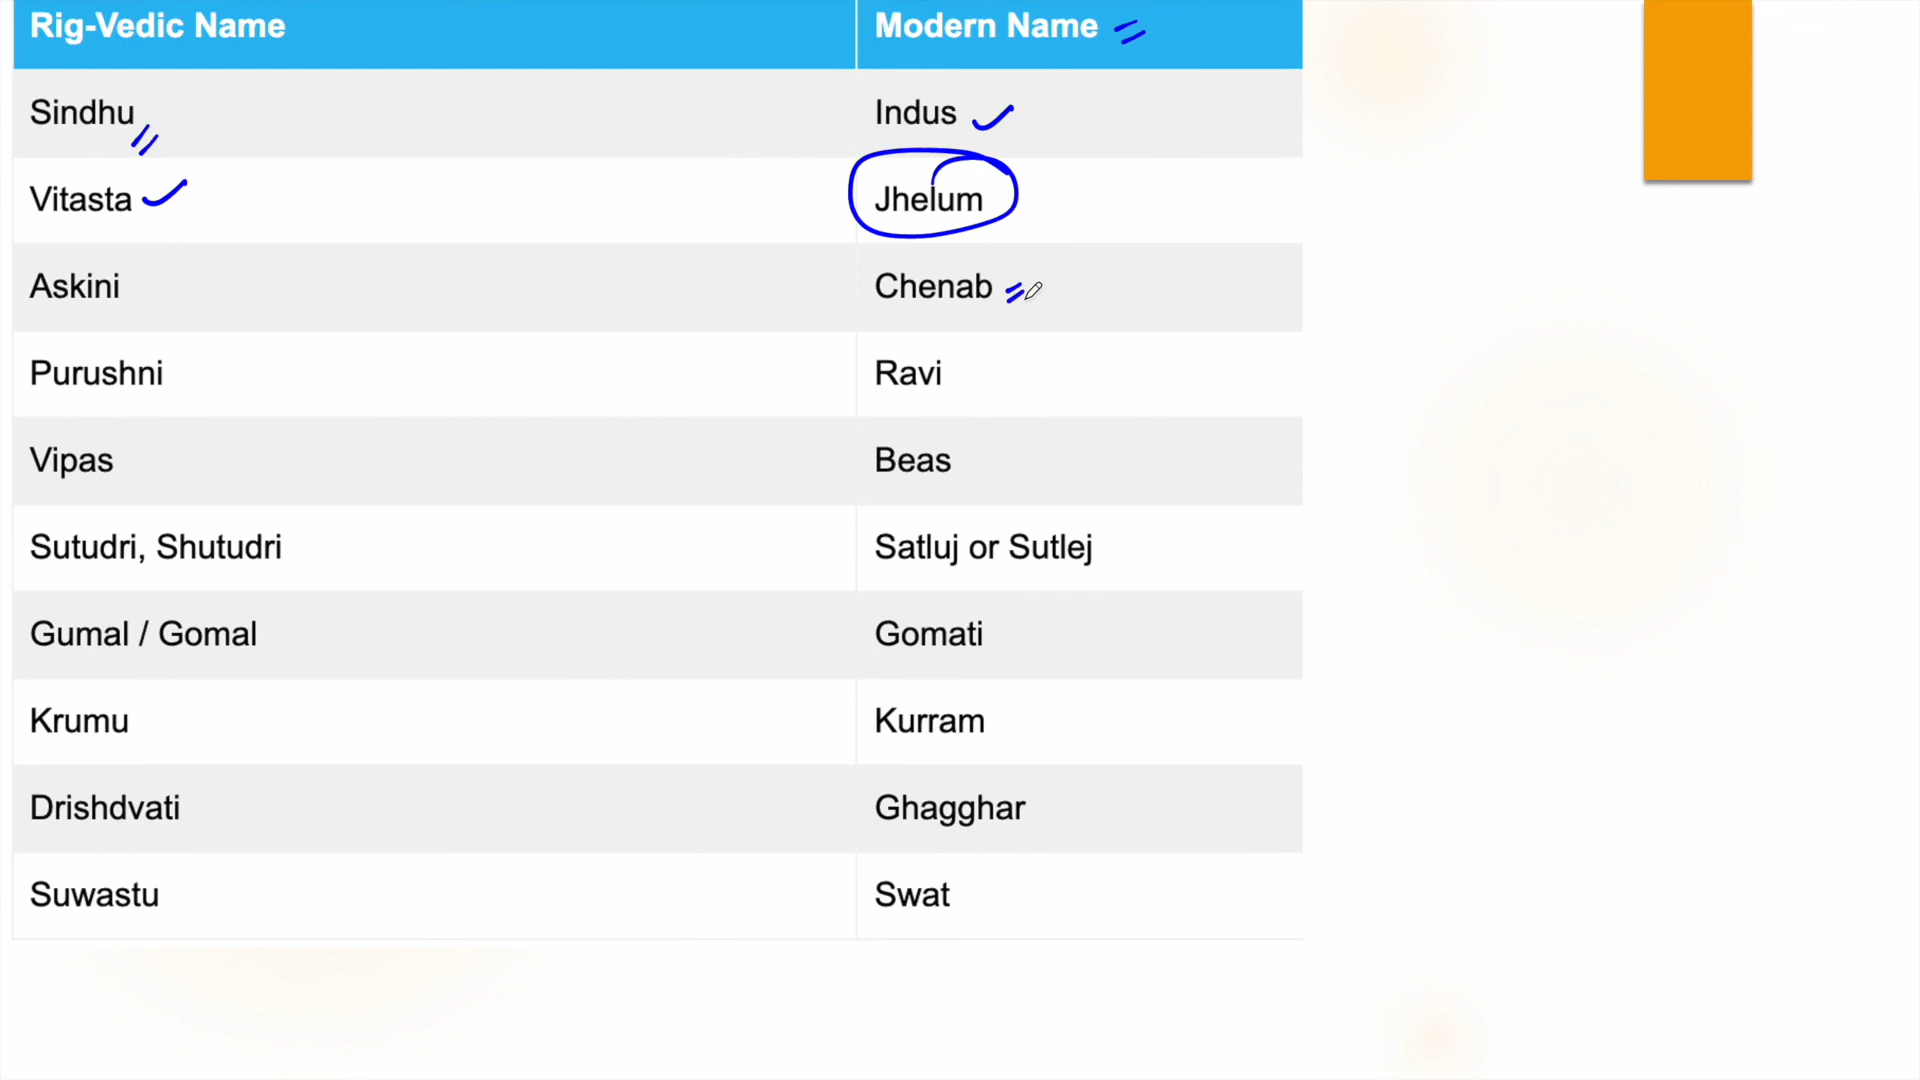 Rig-Vedic Name Modern Name
Sindhu Indus
Vitasta Jhelum
Askini Chenab
Purushni Ravi
Vipas Beas
Sutudri, Shutudri Satluj or Sutlej
Gumal / Gomal Gomati
Krumu Kurram
Drishdvati Ghagghar
Suwastu Swat